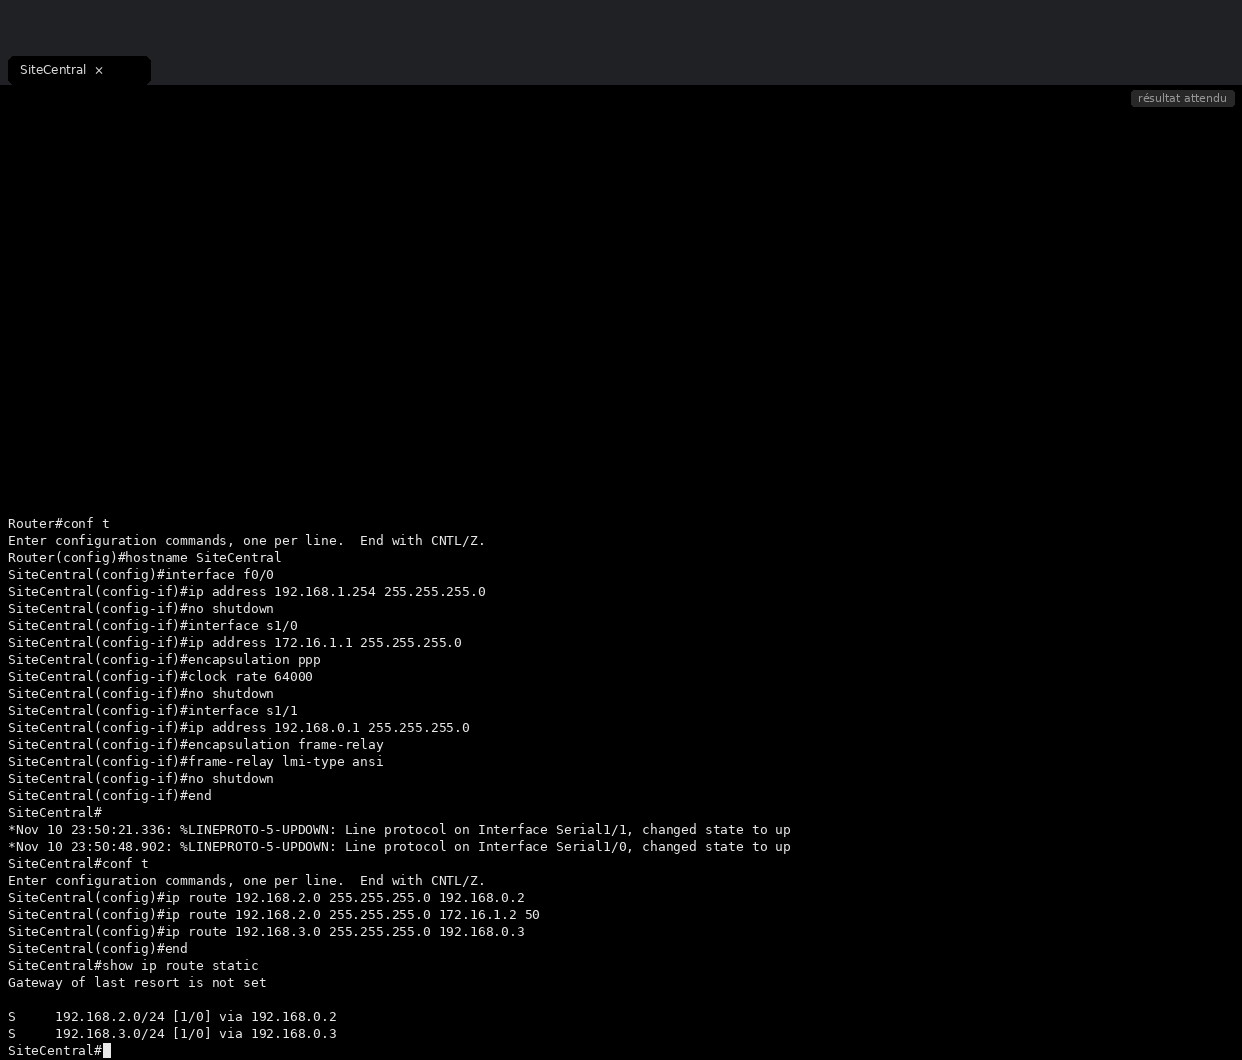 SiteCentral ×
résultat attendu
Router#conf t
Enter configuration commands, one per line.  End with CNTL/Z.
Router(config)#hostname SiteCentral
SiteCentral(config)#interface f0/0
SiteCentral(config-if)#ip address 192.168.1.254 255.255.255.0
SiteCentral(config-if)#no shutdown
SiteCentral(config-if)#interface s1/0
SiteCentral(config-if)#ip address 172.16.1.1 255.255.255.0
SiteCentral(config-if)#encapsulation ppp
SiteCentral(config-if)#clock rate 64000
SiteCentral(config-if)#no shutdown
SiteCentral(config-if)#interface s1/1
SiteCentral(config-if)#ip address 192.168.0.1 255.255.255.0
SiteCentral(config-if)#encapsulation frame-relay
SiteCentral(config-if)#frame-relay lmi-type ansi
SiteCentral(config-if)#no shutdown
SiteCentral(config-if)#end
SiteCentral#
*Nov 10 23:50:21.336: %LINEPROTO-5-UPDOWN: Line protocol on Interface Serial1/1, changed state to up
*Nov 10 23:50:48.902: %LINEPROTO-5-UPDOWN: Line protocol on Interface Serial1/0, changed state to up
SiteCentral#conf t
Enter configuration commands, one per line.  End with CNTL/Z.
SiteCentral(config)#ip route 192.168.2.0 255.255.255.0 192.168.0.2
SiteCentral(config)#ip route 192.168.2.0 255.255.255.0 172.16.1.2 50
SiteCentral(config)#ip route 192.168.3.0 255.255.255.0 192.168.0.3
SiteCentral(config)#end
SiteCentral#show ip route static
Gateway of last resort is not set

S     192.168.2.0/24 [1/0] via 192.168.0.2
S     192.168.3.0/24 [1/0] via 192.168.0.3
SiteCentral#